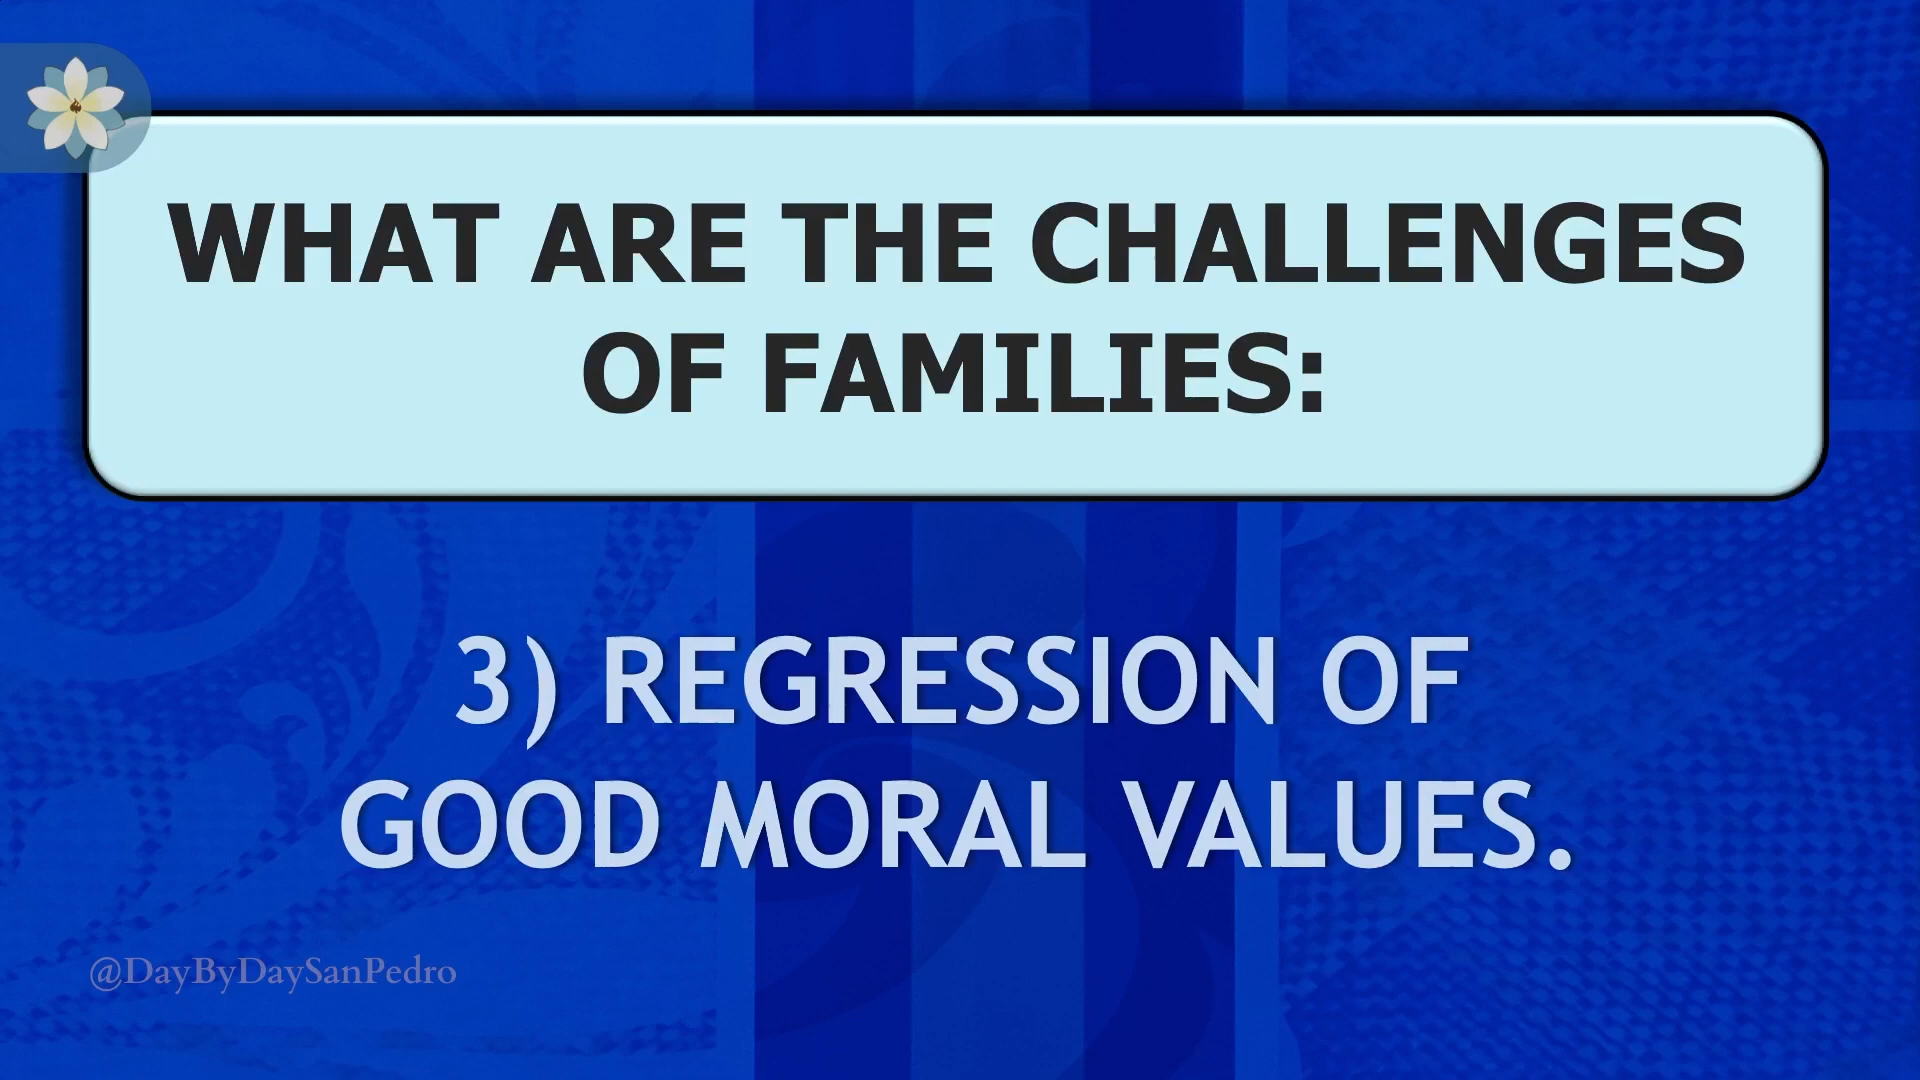 WHAT ARE THE CHALLENGES
OF FAMILIES:
3) REGRESSION OF
GOOD MORAL VALUES.
@DayByDaySanPedro